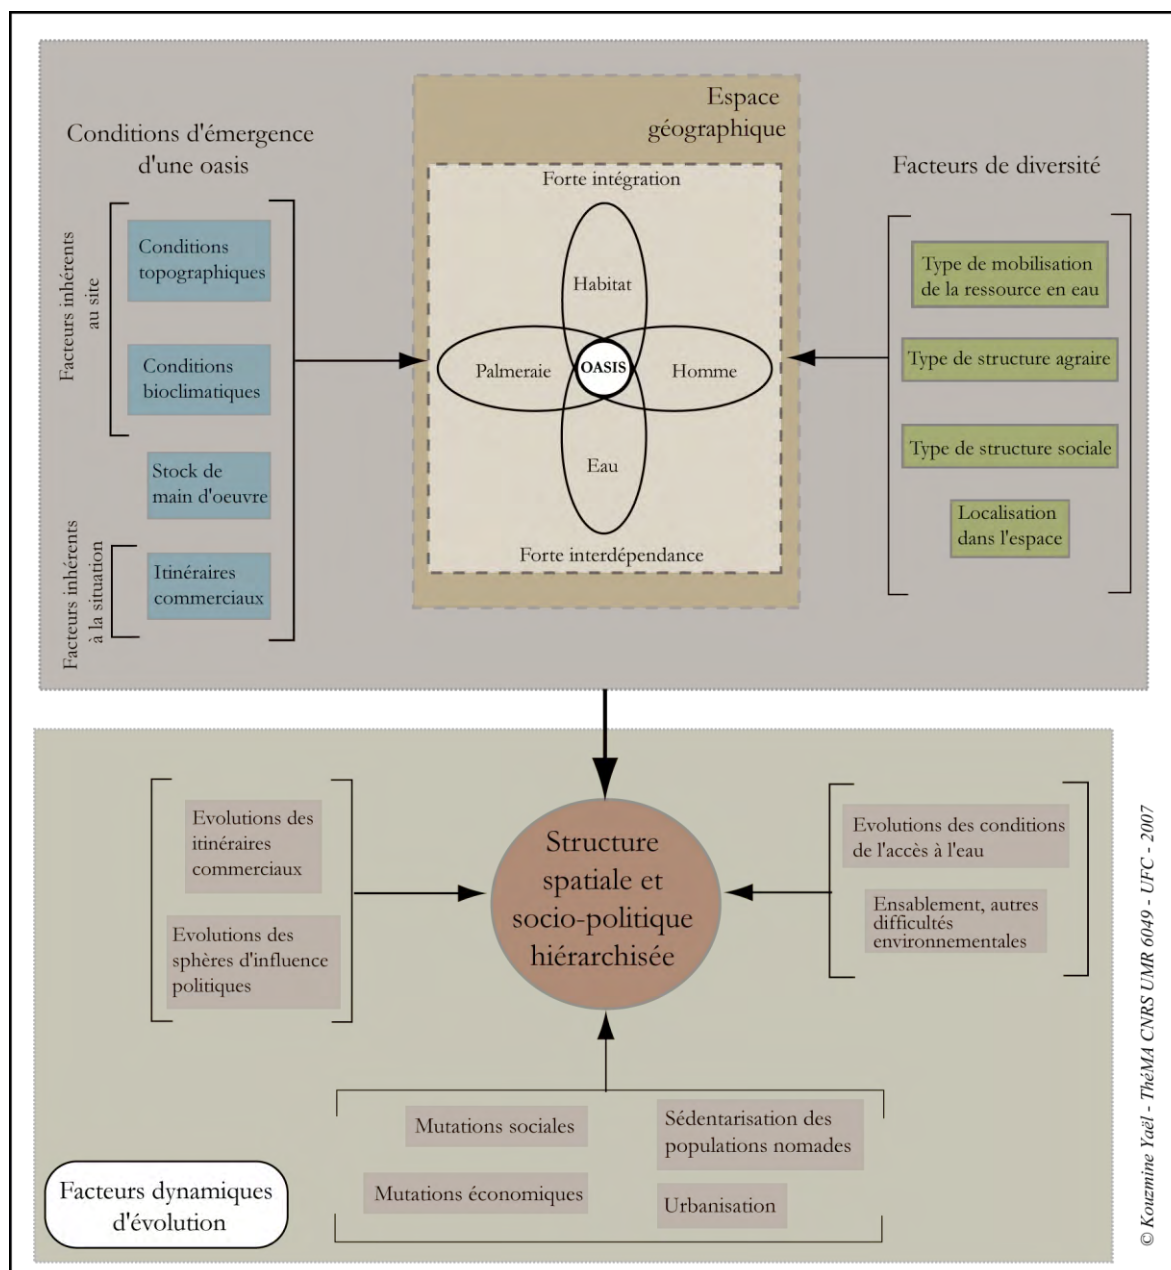 Espace
géographique
Conditions d'émergence
d'une oasis
Facteurs inhérents
au site
Conditions
topographiques
Conditions
bioclimatiques
Stock de
main d'oeuvre
Facteurs inhérents
à la situation
Itinéraires
commerciaux
Forte intégration
Habitat
Palmeraie
OASIS
Homme
Eau
Forte interdépendance
Facteurs de diversité
Type de mobilisation
de la ressource en eau
Type de structure agraire
Type de structure sociale
Localisation
dans l'espace
Evolutions des
itinéraires
commerciaux
Evolutions des
sphères d'influence
politiques
Structure
spatiale et
socio-politique
hiérarchisée
Evolutions des conditions
de l'accès à l'eau
Ensablement, autres
difficultés
environnementales
Mutations sociales
Mutations économiques
Sédentarisation des
populations nomades
Urbanisation
Facteurs dynamiques
d'évolution
© Kouzmine Yaël - ThéMA CNRS UMR 6049 - UFC - 2007